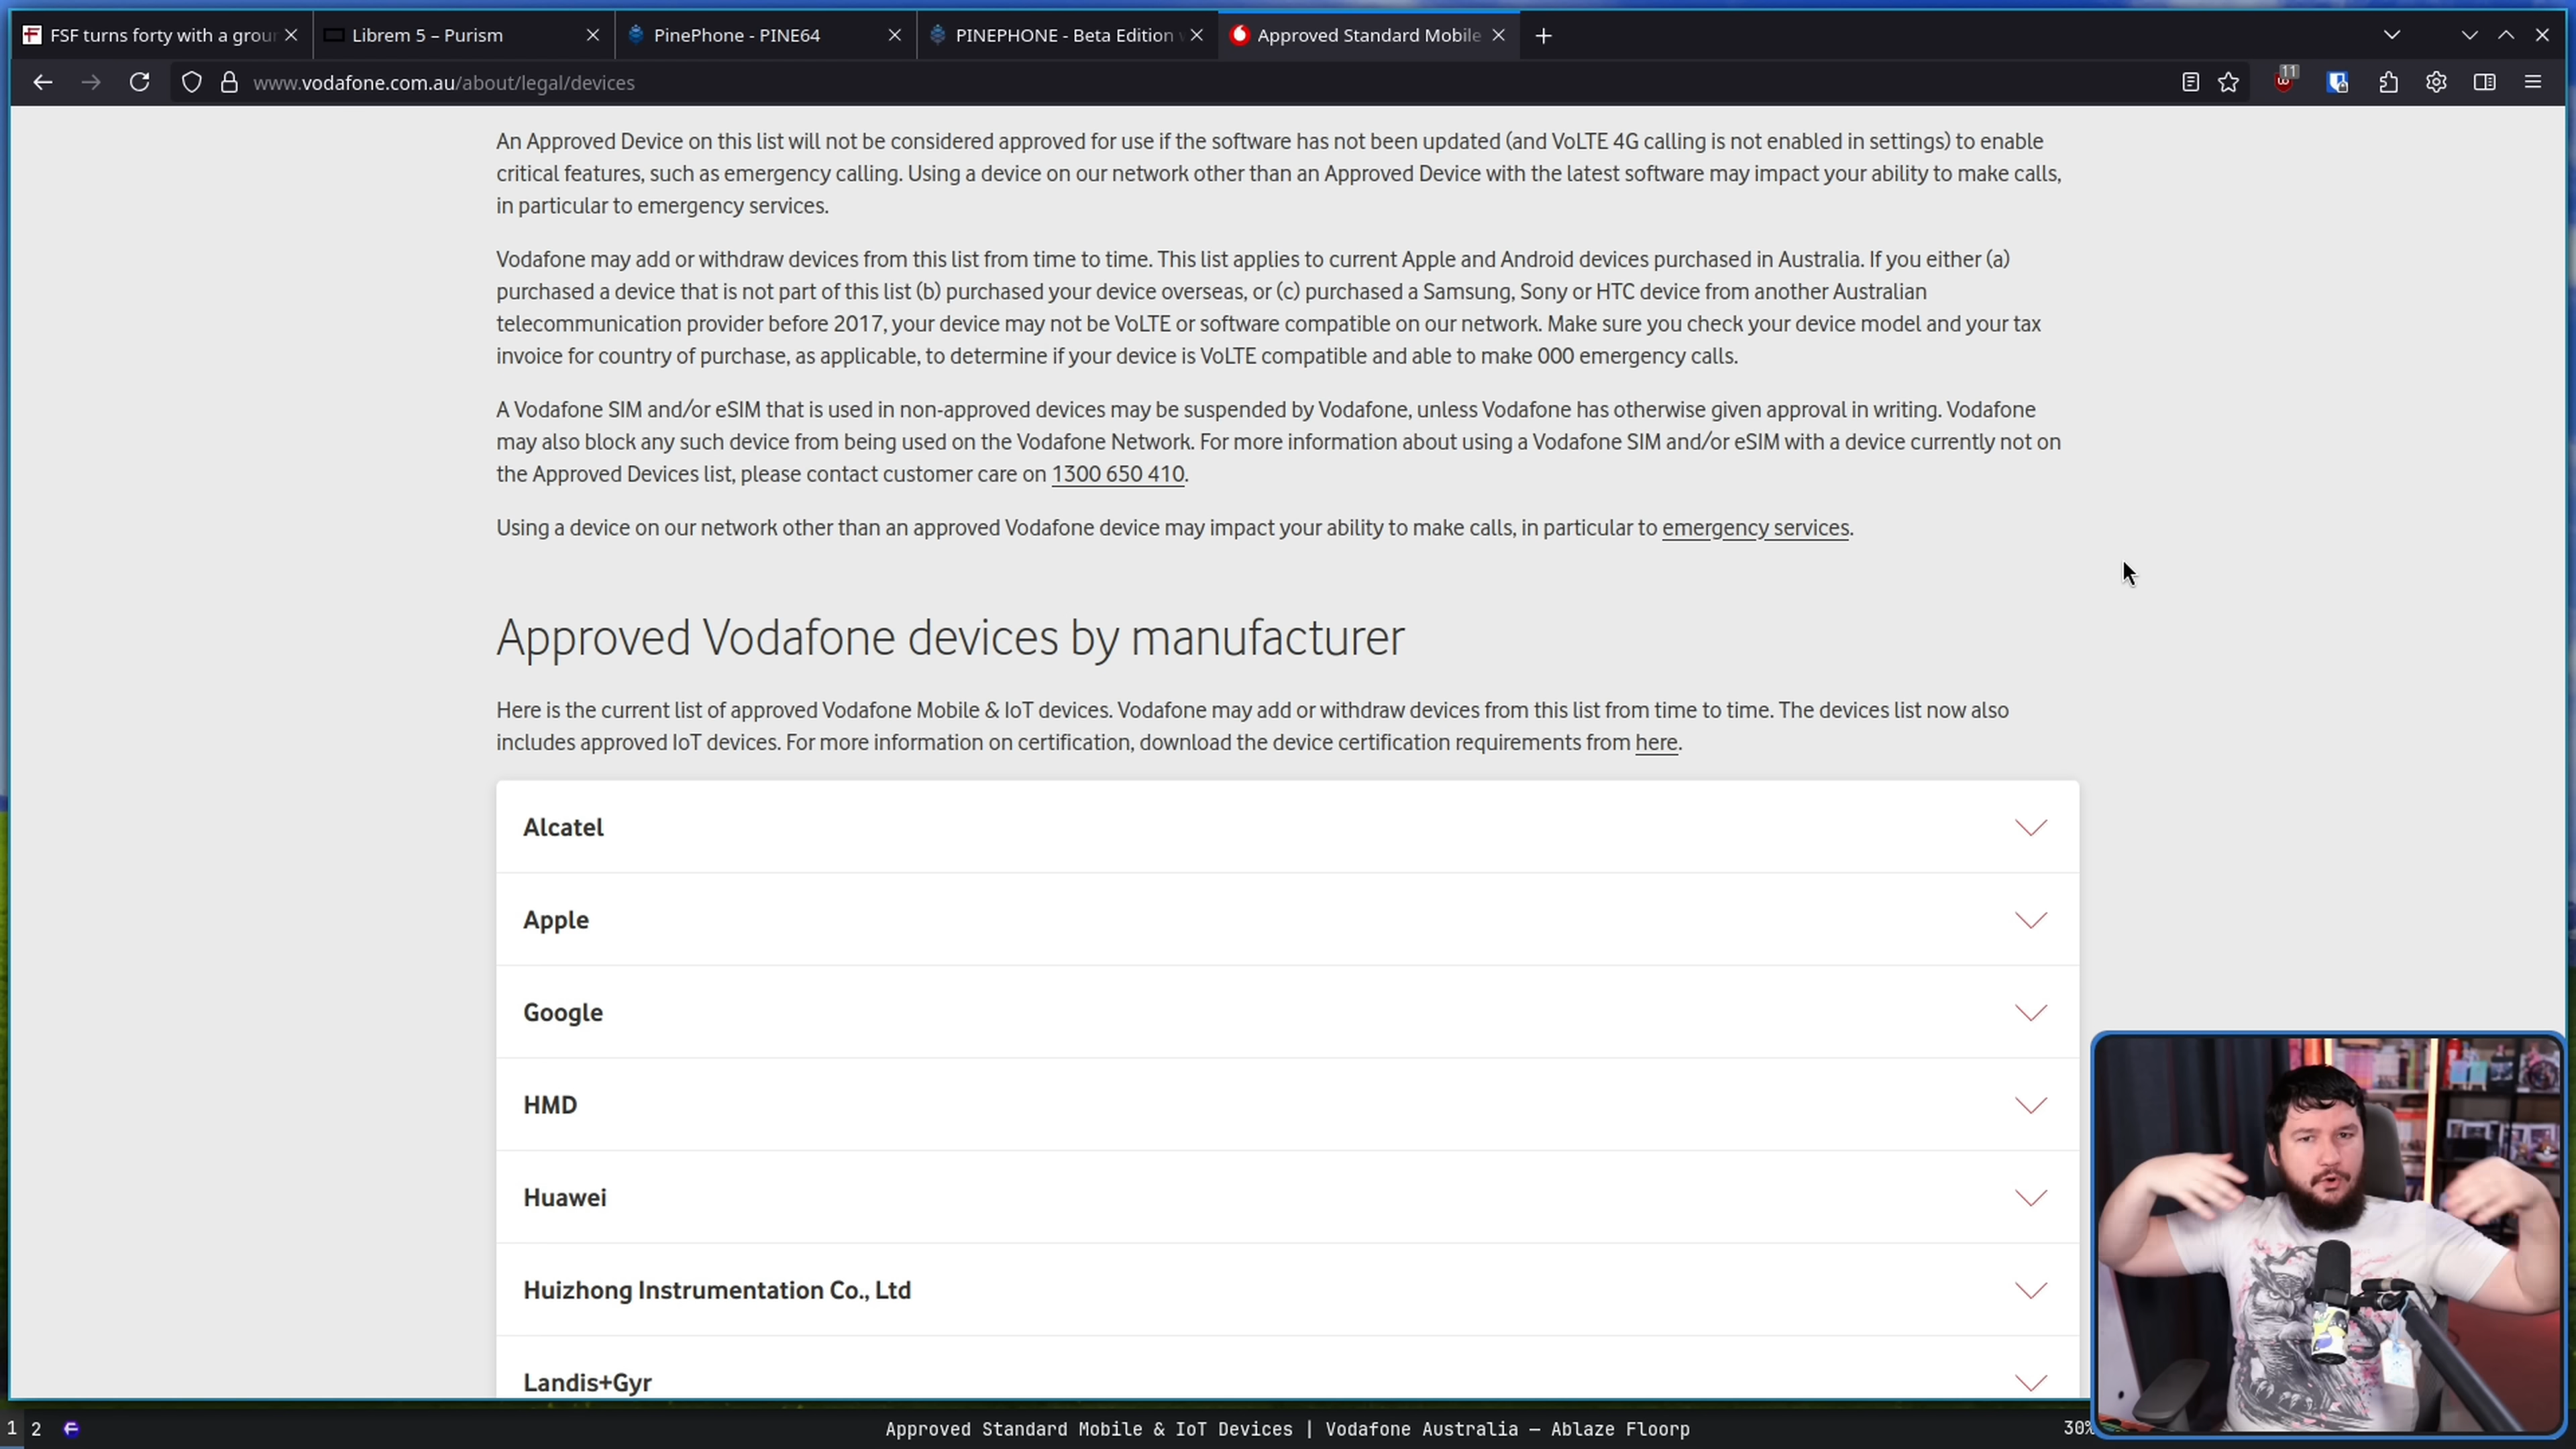 FSF turns forty with a grou
Librem 5 – Purism
PinePhone - PINE64
PINEPHONE - Beta Edition
Approved Standard Mobile
www.vodafone.com.au/about/legal/devices
11
An Approved Device on this list will not be considered approved for use if the software has not been updated (and VoLTE 4G calling is not enabled in settings) to enable
critical features, such as emergency calling. Using a device on our network other than an Approved Device with the latest software may impact your ability to make calls,
in particular to emergency services.
Vodafone may add or withdraw devices from this list from time to time. This list applies to current Apple and Android devices purchased in Australia. If you either (a)
purchased a device that is not part of this list (b) purchased your device overseas, or (c) purchased a Samsung, Sony or HTC device from another Australian
telecommunication provider before 2017, your device may not be VoLTE or software compatible on our network. Make sure you check your device model and your tax
invoice for country of purchase, as applicable, to determine if your device is VoLTE compatible and able to make 000 emergency calls.
A Vodafone SIM and/or eSIM that is used in non-approved devices may be suspended by Vodafone, unless Vodafone has otherwise given approval in writing. Vodafone
may also block any such device from being used on the Vodafone Network. For more information about using a Vodafone SIM and/or eSIM with a device currently not on
the Approved Devices list, please contact customer care on 1300 650 410.
Using a device on our network other than an approved Vodafone device may impact your ability to make calls, in particular to emergency services.
Approved Vodafone devices by manufacturer
Here is the current list of approved Vodafone Mobile & IoT devices. Vodafone may add or withdraw devices from this list from time to time. The devices list now also
includes approved IoT devices. For more information on certification, download the device certification requirements from here.
Alcatel
Apple
Google
HMD
Huawei
Huizhong Instrumentation Co., Ltd
Landis+Gyr
1 2
Approved Standard Mobile & IoT Devices | Vodafone Australia — Ablaze Floorp
30%